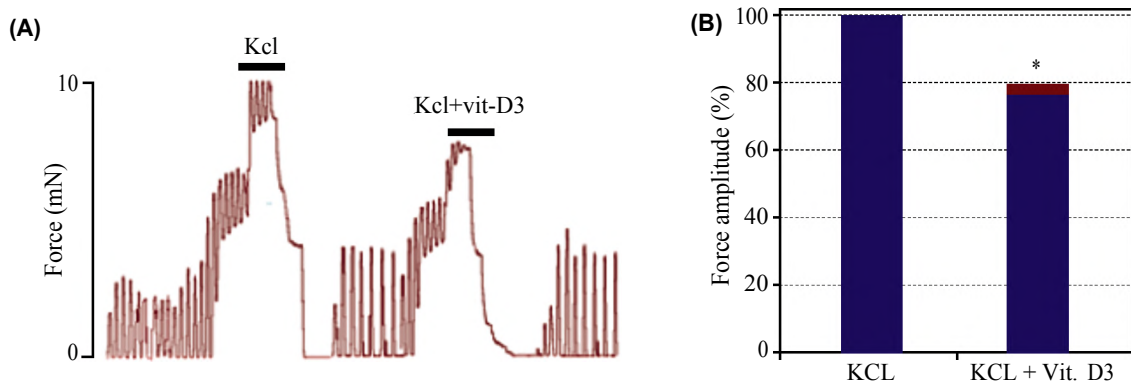 (A)
Kcl
Kcl+vit-D3
10
Force (mN)
0
(B)
100
80
60
40
20
0
Force amplitude (%)
*
KCL
KCL + Vit. D3